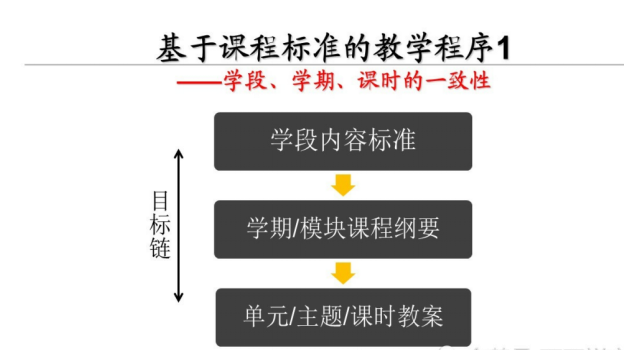 基于课程标准的教学程序1
——学段、学期、课时的一致性
学段内容标准
目标链
学期/模块课程纲要
单元/主题/课时教案